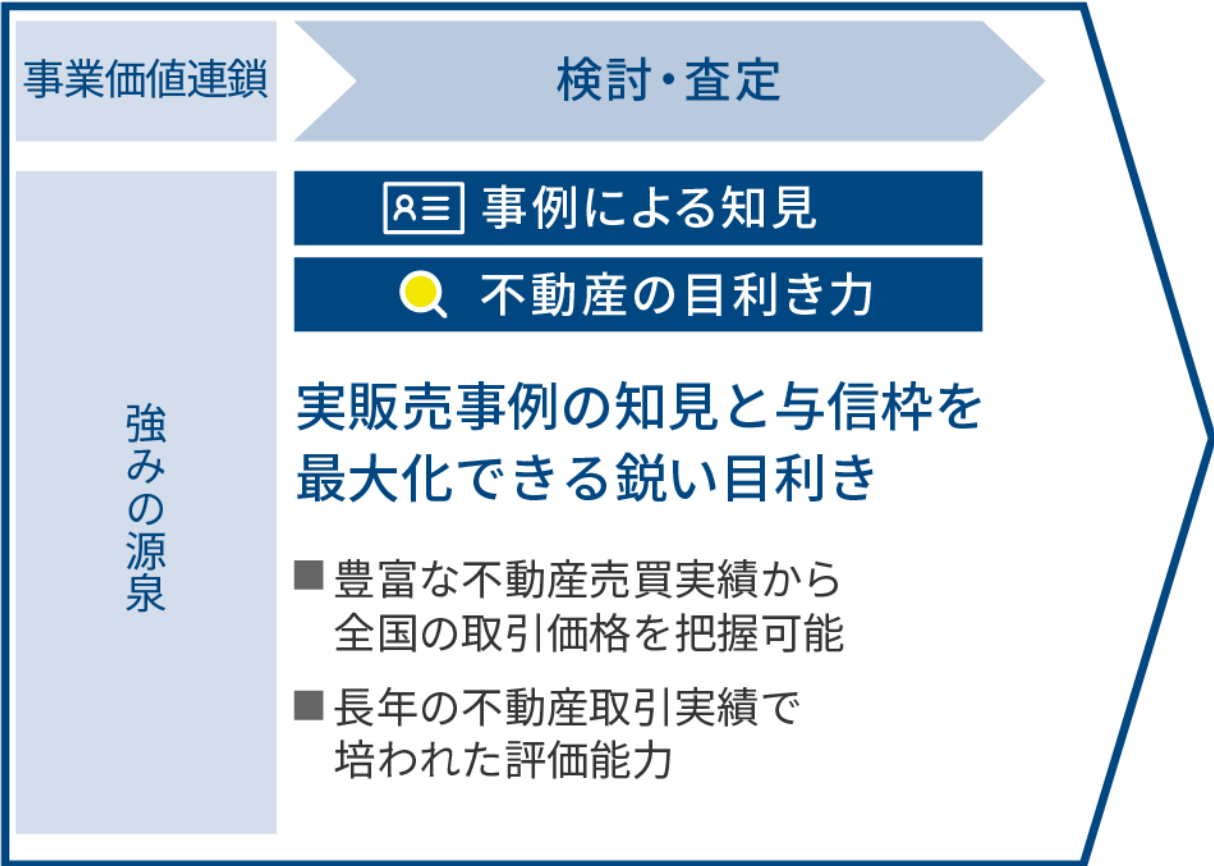 事業価値連鎖
検討・査定
強みの源泉
事例による知見
不動産の目利き力
実販売事例の知見と与信枠を
最大化できる鋭い目利き
■豊富な不動産売買実績から
全国の取引価格を把握可能
■長年の不動産取引実績で
培われた評価能力